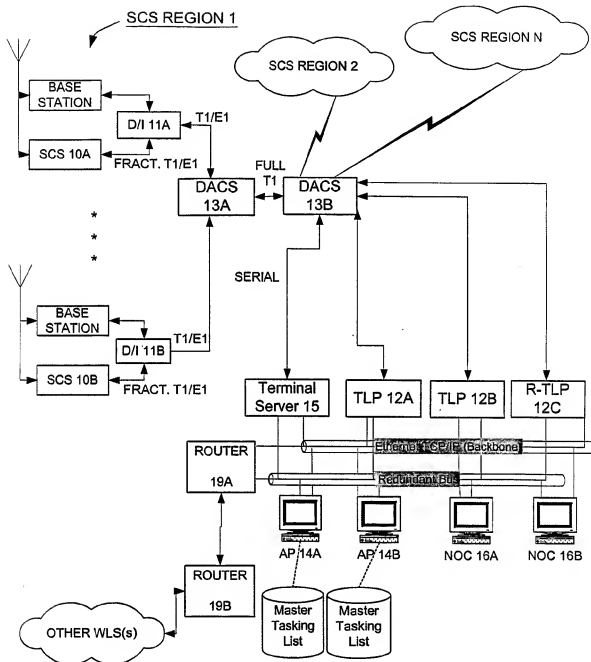 SCS REGION 1
SCS REGION 2
SCS REGION N
BASE
STATION
D/I 11A
T1/E1
SCS 10A
FRACT. T1/E1
DACS
13A
FULL
T1
DACS
13B
*
*
*
SERIAL
BASE
STATION
D/I 11B
T1/E1
SCS 10B
FRACT. T1/E1
Terminal
Server 15
TLP 12A
TLP 12B
R-TLP
12C
Ethernet TCP/IP (Backbone)
Redundant Bus
ROUTER
19A
AP 14A
AP 14B
NOC 16A
NOC 16B
ROUTER
19B
Master
Tasking
List
Master
Tasking
List
OTHER WLS(s)